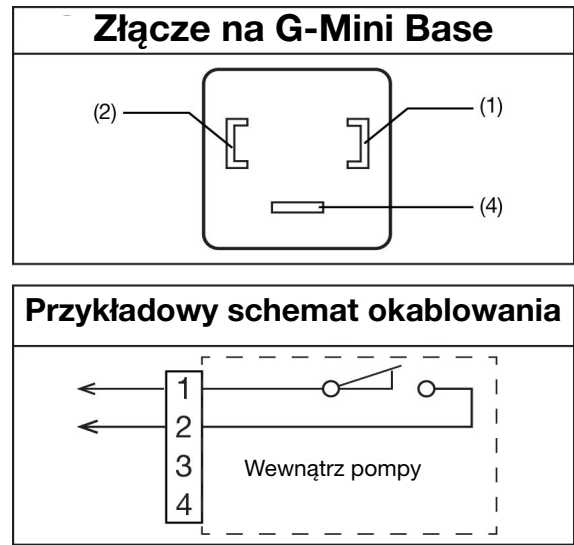 Złącze na G-Mini Base
(2)
(1)
(4)
Przykładowy schemat okablowania
1
2
3
4
Wewnątrz pompy